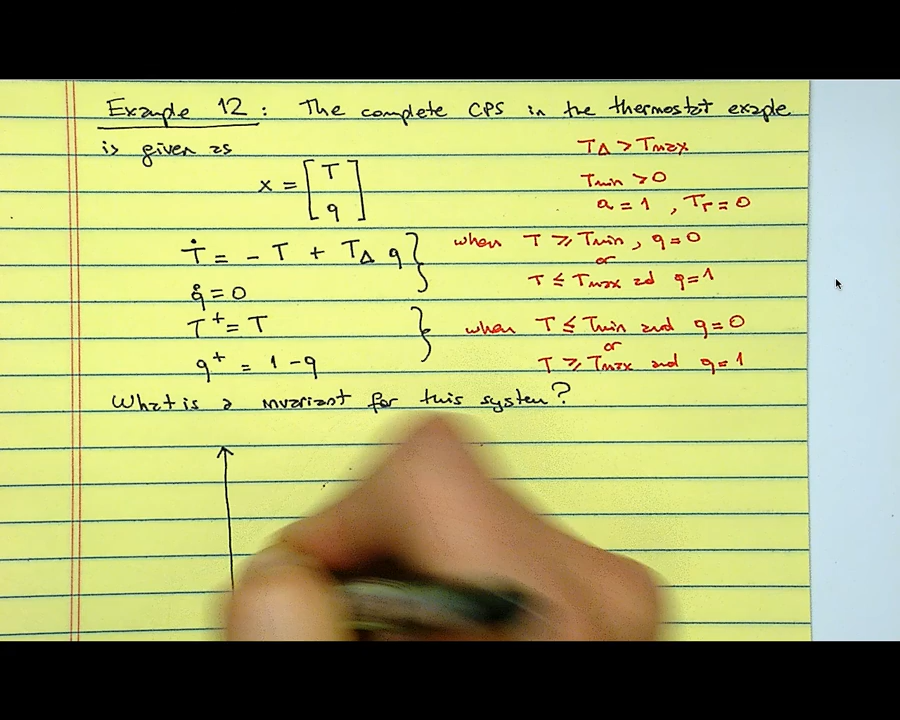 Example 12 : The complete CPS in the thermostat exaple
is given as
x = [ T q ]
TΔ > Tmax
Tmin > 0
a = 1 , Tr = 0
Ṫ = - T + TΔ q } when T ≥ Tmin , q = 0
or
q̇ = 0 T ≤ Tmax ad q = 1
T⁺ = T } when T ≤ Tmin and q = 0
or
q⁺ = 1 - q T ≥ Tmax and q = 1
What is a invariant for this system?